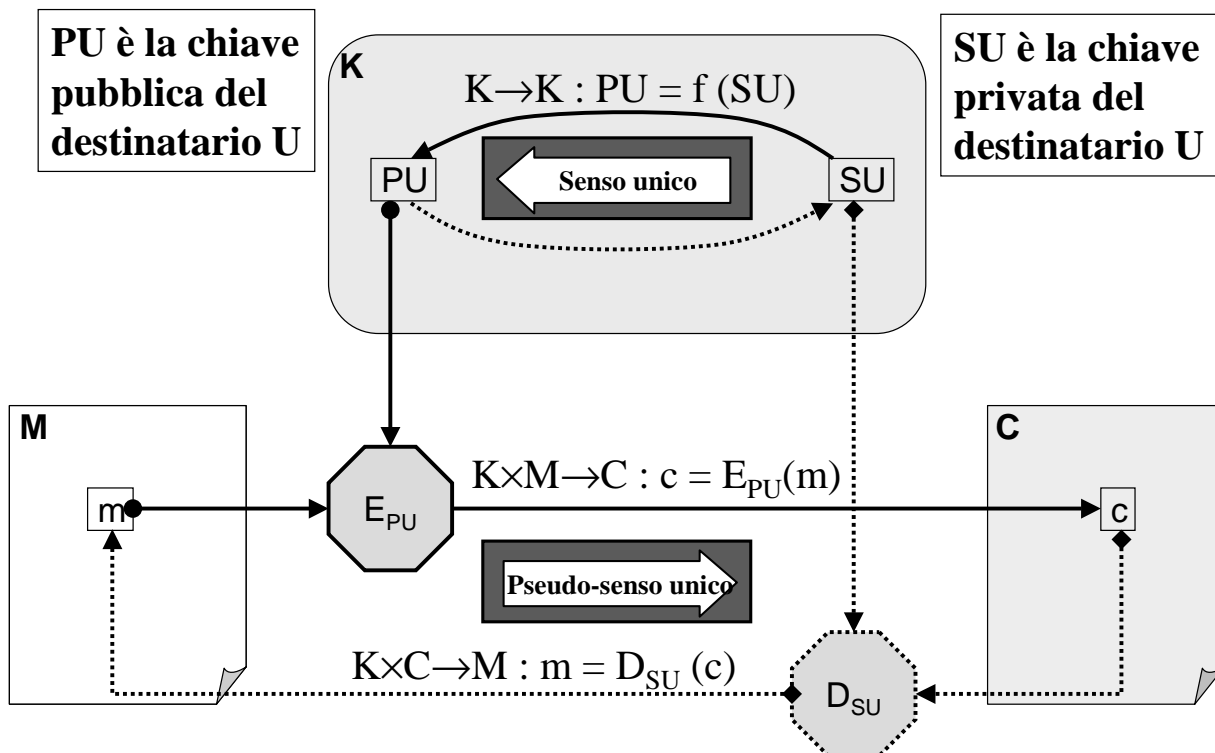 PU è la chiave
pubblica del
destinatario U
SU è la chiave
privata del
destinatario U
K
K→K : PU = f (SU)
PU
Senso unico
SU
M
C
K×M→C : c = E_PU(m)
m
E_PU
c
Pseudo-senso unico
K×C→M : m = D_SU (c)
D_SU